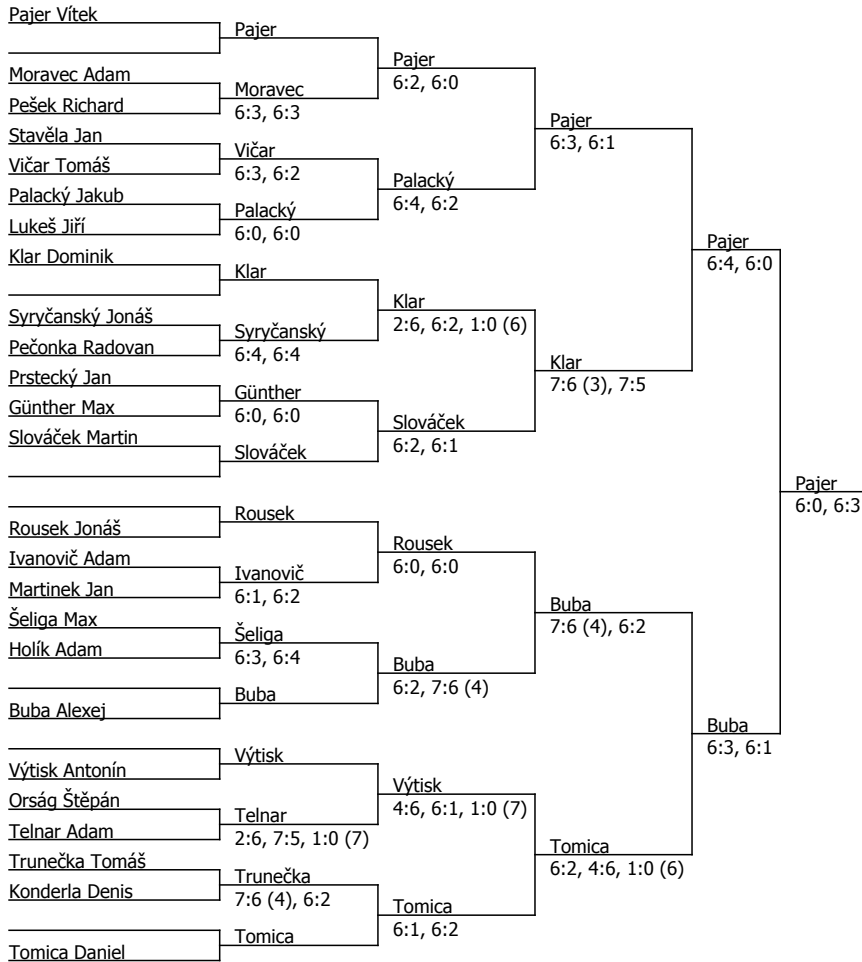 Pajer Vítek
Pajer
Pajer
6:2, 6:0
Moravec Adam
Moravec
6:3, 6:3
Pešek Richard
Pajer
6:3, 6:1
Stavěla Jan
Vičar
6:3, 6:2
Vičar Tomáš
Palacký
6:4, 6:2
Palacký Jakub
Palacký
6:0, 6:0
Lukeš Jiří
Pajer
6:4, 6:0
Klar Dominik
Klar
Klar
2:6, 6:2, 1:0 (6)
Syryčanský Jonáš
Syryčanský
6:4, 6:4
Pečonka Radovan
Klar
7:6 (3), 7:5
Prstecký Jan
Günther
6:0, 6:0
Günther Max
Slováček
6:2, 6:1
Slováček Martin
Slováček
Pajer
6:0, 6:3
Rousek
Rousek Jonáš
Rousek
6:0, 6:0
Ivanovič Adam
Ivanovič
6:1, 6:2
Martinek Jan
Buba
7:6 (4), 6:2
Šeliga Max
Šeliga
6:3, 6:4
Holík Adam
Buba
6:2, 7:6 (4)
Buba
Buba Alexej
Buba
6:3, 6:1
Výtisk
Výtisk Antonín
Výtisk
4:6, 6:1, 1:0 (7)
Orság Štěpán
Telnar
2:6, 7:5, 1:0 (7)
Telnar Adam
Tomica
6:2, 4:6, 1:0 (6)
Trunečka Tomáš
Trunečka
7:6 (4), 6:2
Konderla Denis
Tomica
6:1, 6:2
Tomica
Tomica Daniel